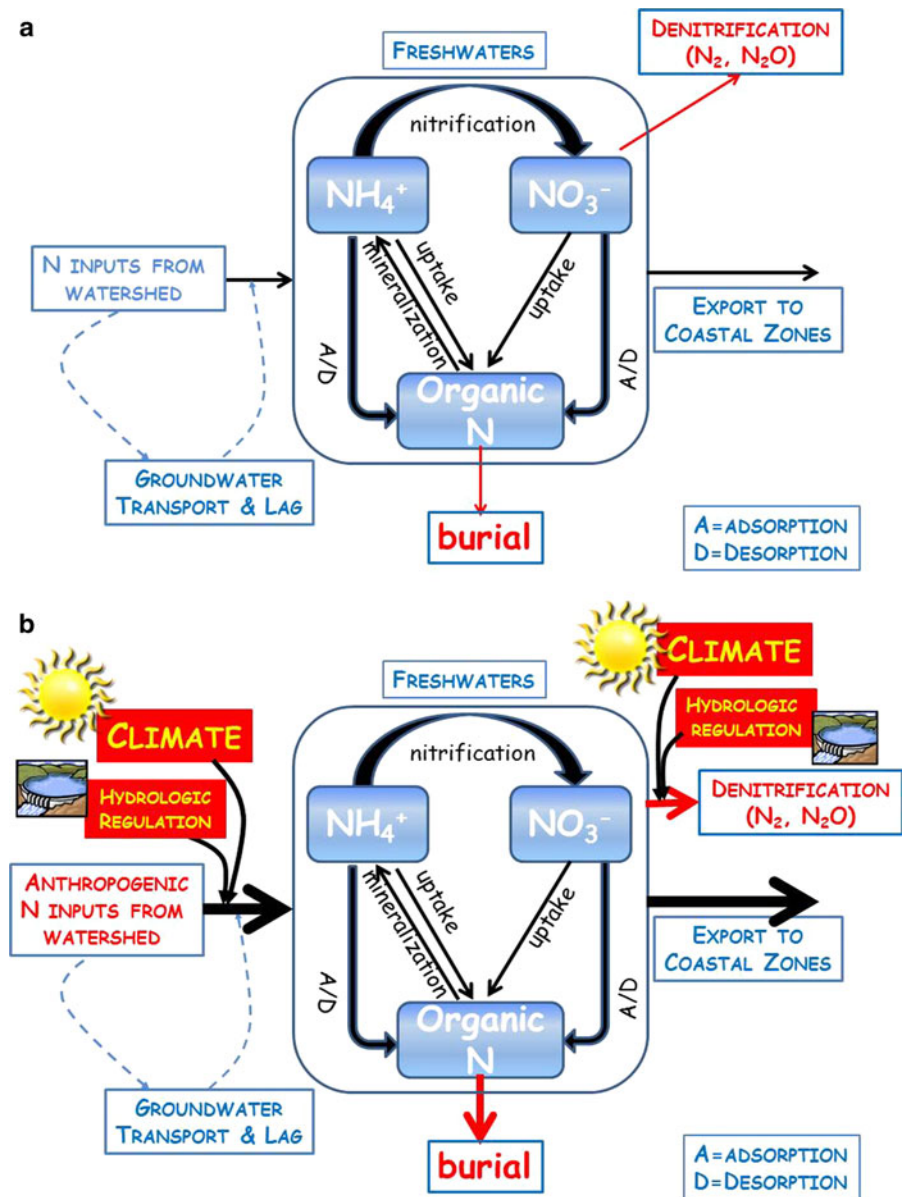 a
FRESHWATERS
DENITRIFICATION
(N₂, N₂O)
nitrification
NH₄⁺
NO₃⁻
N INPUTS FROM
WATERSHED
uptake
mineralization
uptake
A/D
A/D
EXPORT TO
COASTAL ZONES
Organic
N
GROUNDWATER
TRANSPORT & LAG
burial
A=ADSORPTION
D=DESORPTION
b
CLIMATE
HYDROLOGIC
REGULATION
FRESHWATERS
CLIMATE
HYDROLOGIC
REGULATION
nitrification
DENITRIFICATION
(N₂, N₂O)
NH₄⁺
NO₃⁻
ANTHROPOGENIC
N INPUTS FROM
WATERSHED
uptake
mineralization
uptake
A/D
A/D
EXPORT TO
COASTAL ZONES
Organic
N
GROUNDWATER
TRANSPORT & LAG
burial
A=ADSORPTION
D=DESORPTION